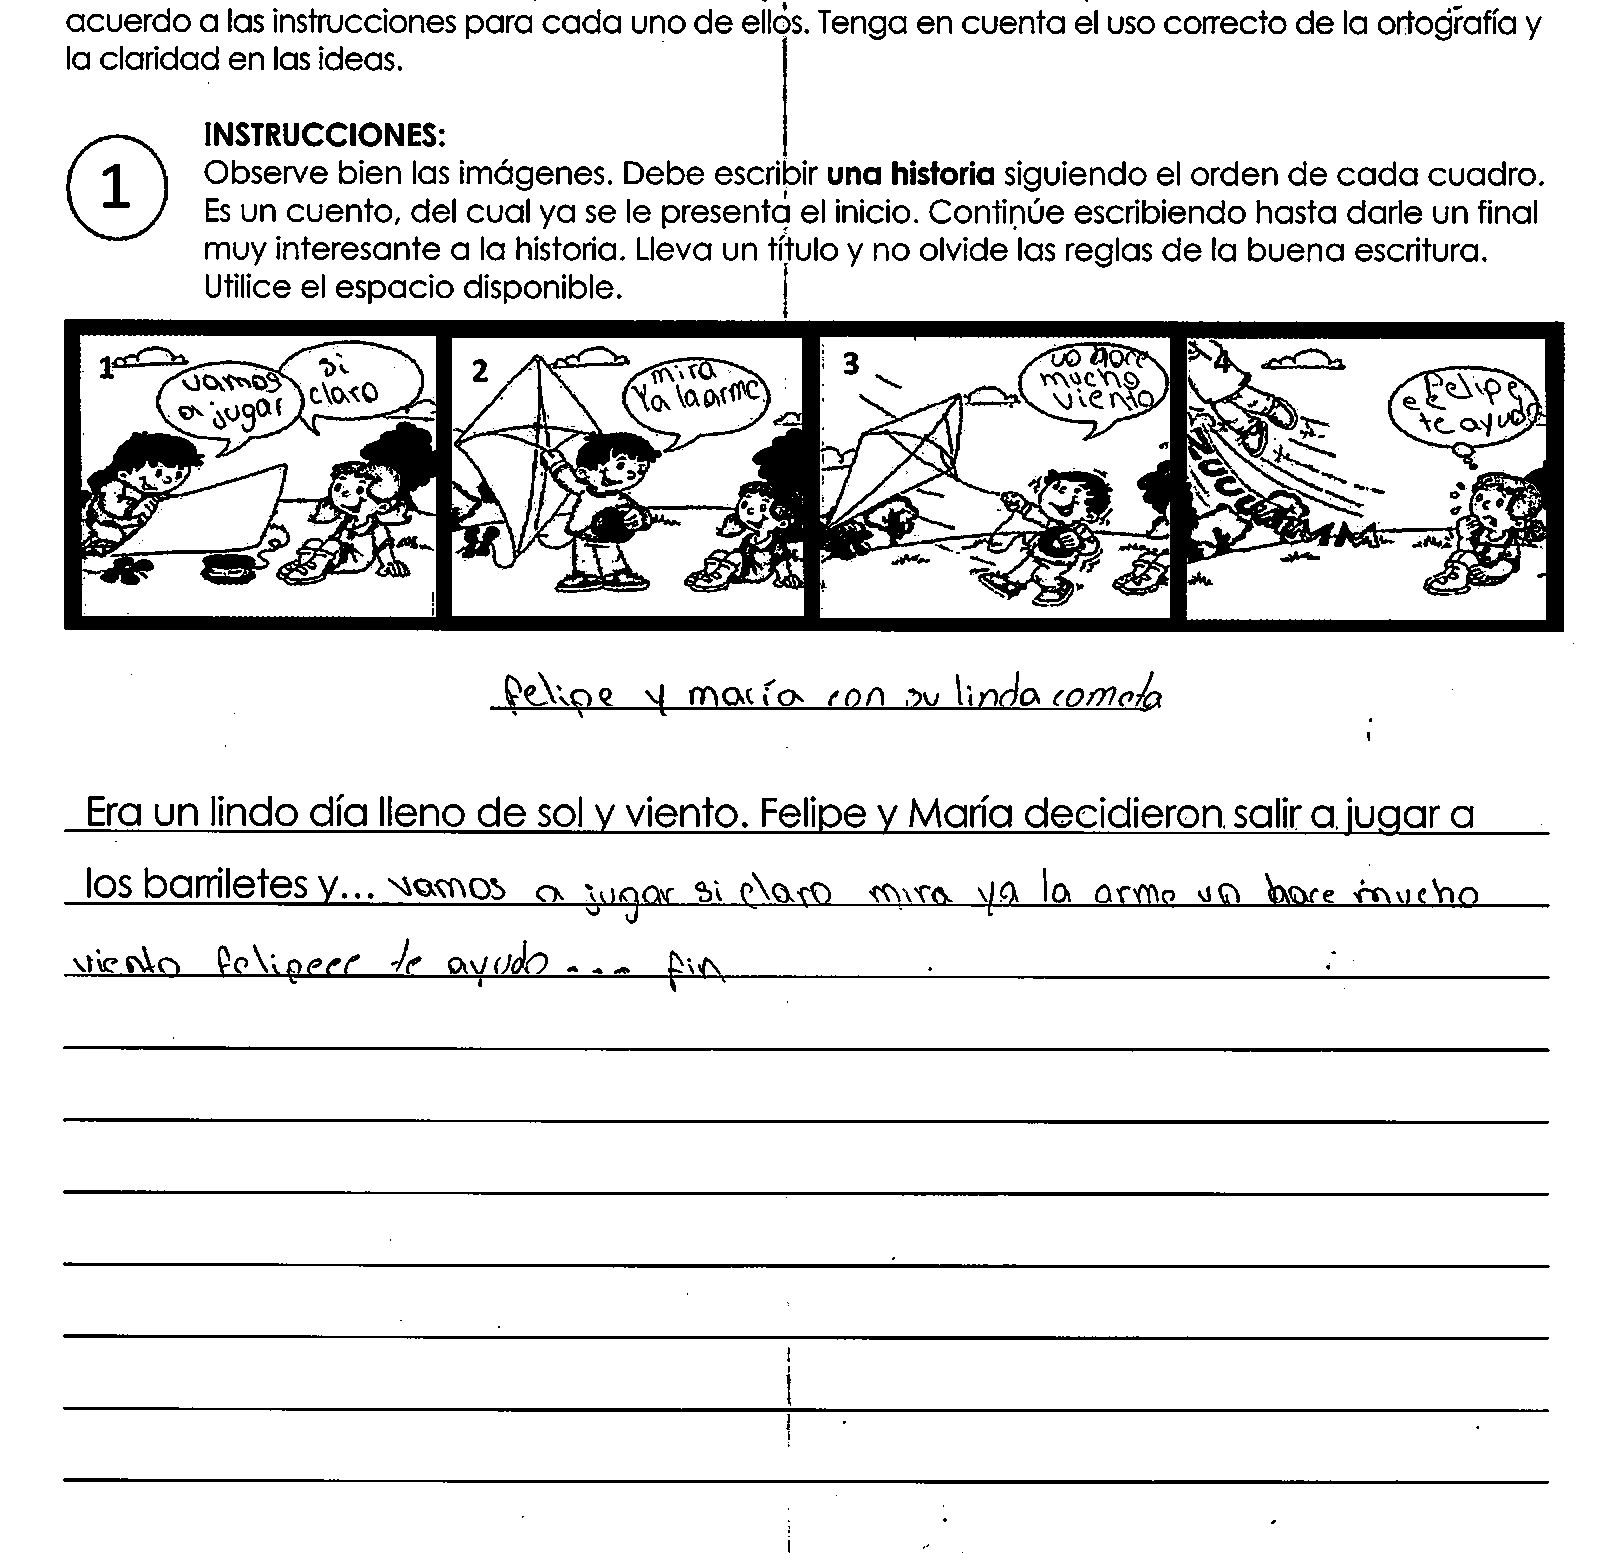 acuerdo a las instrucciones para cada uno de ellos. Tenga en cuenta el uso correcto de la ortografía y
la claridad en las ideas.
1
INSTRUCCIONES:
Observe bien las imágenes. Debe escribir una historia siguiendo el orden de cada cuadro.
Es un cuento, del cual ya se le presenta el inicio. Continúe escribiendo hasta darle un final
muy interesante a la historia. Lleva un título y no olvide las reglas de la buena escritura.
Utilice el espacio disponible.
1
vamos
a jugar
si
claro
2
mira
Ya la arme
3
uo hace
mucho
viento
4
felipe
ee
te ayudo
ZUUUUMMM
felipe y maría con su linda cometa
Era un lindo día lleno de sol y viento. Felipe y María decidieron salir a jugar a
los barriletes y... vamos a jugar si claro mira ya la arme uo hace mucho
viento felipeee te ayudo --- fin